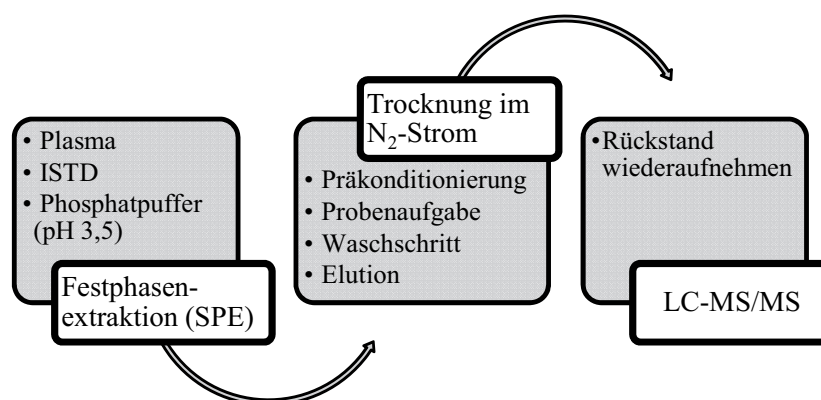 • Plasma
• ISTD
• Phosphatpuffer
(pH 3,5)
Festphasen-
extraktion (SPE)
Trocknung im
N₂-Strom
• Präkonditionierung
• Probenaufgabe
• Waschschritt
• Elution
•Rückstand
wiederaufnehmen
LC-MS/MS